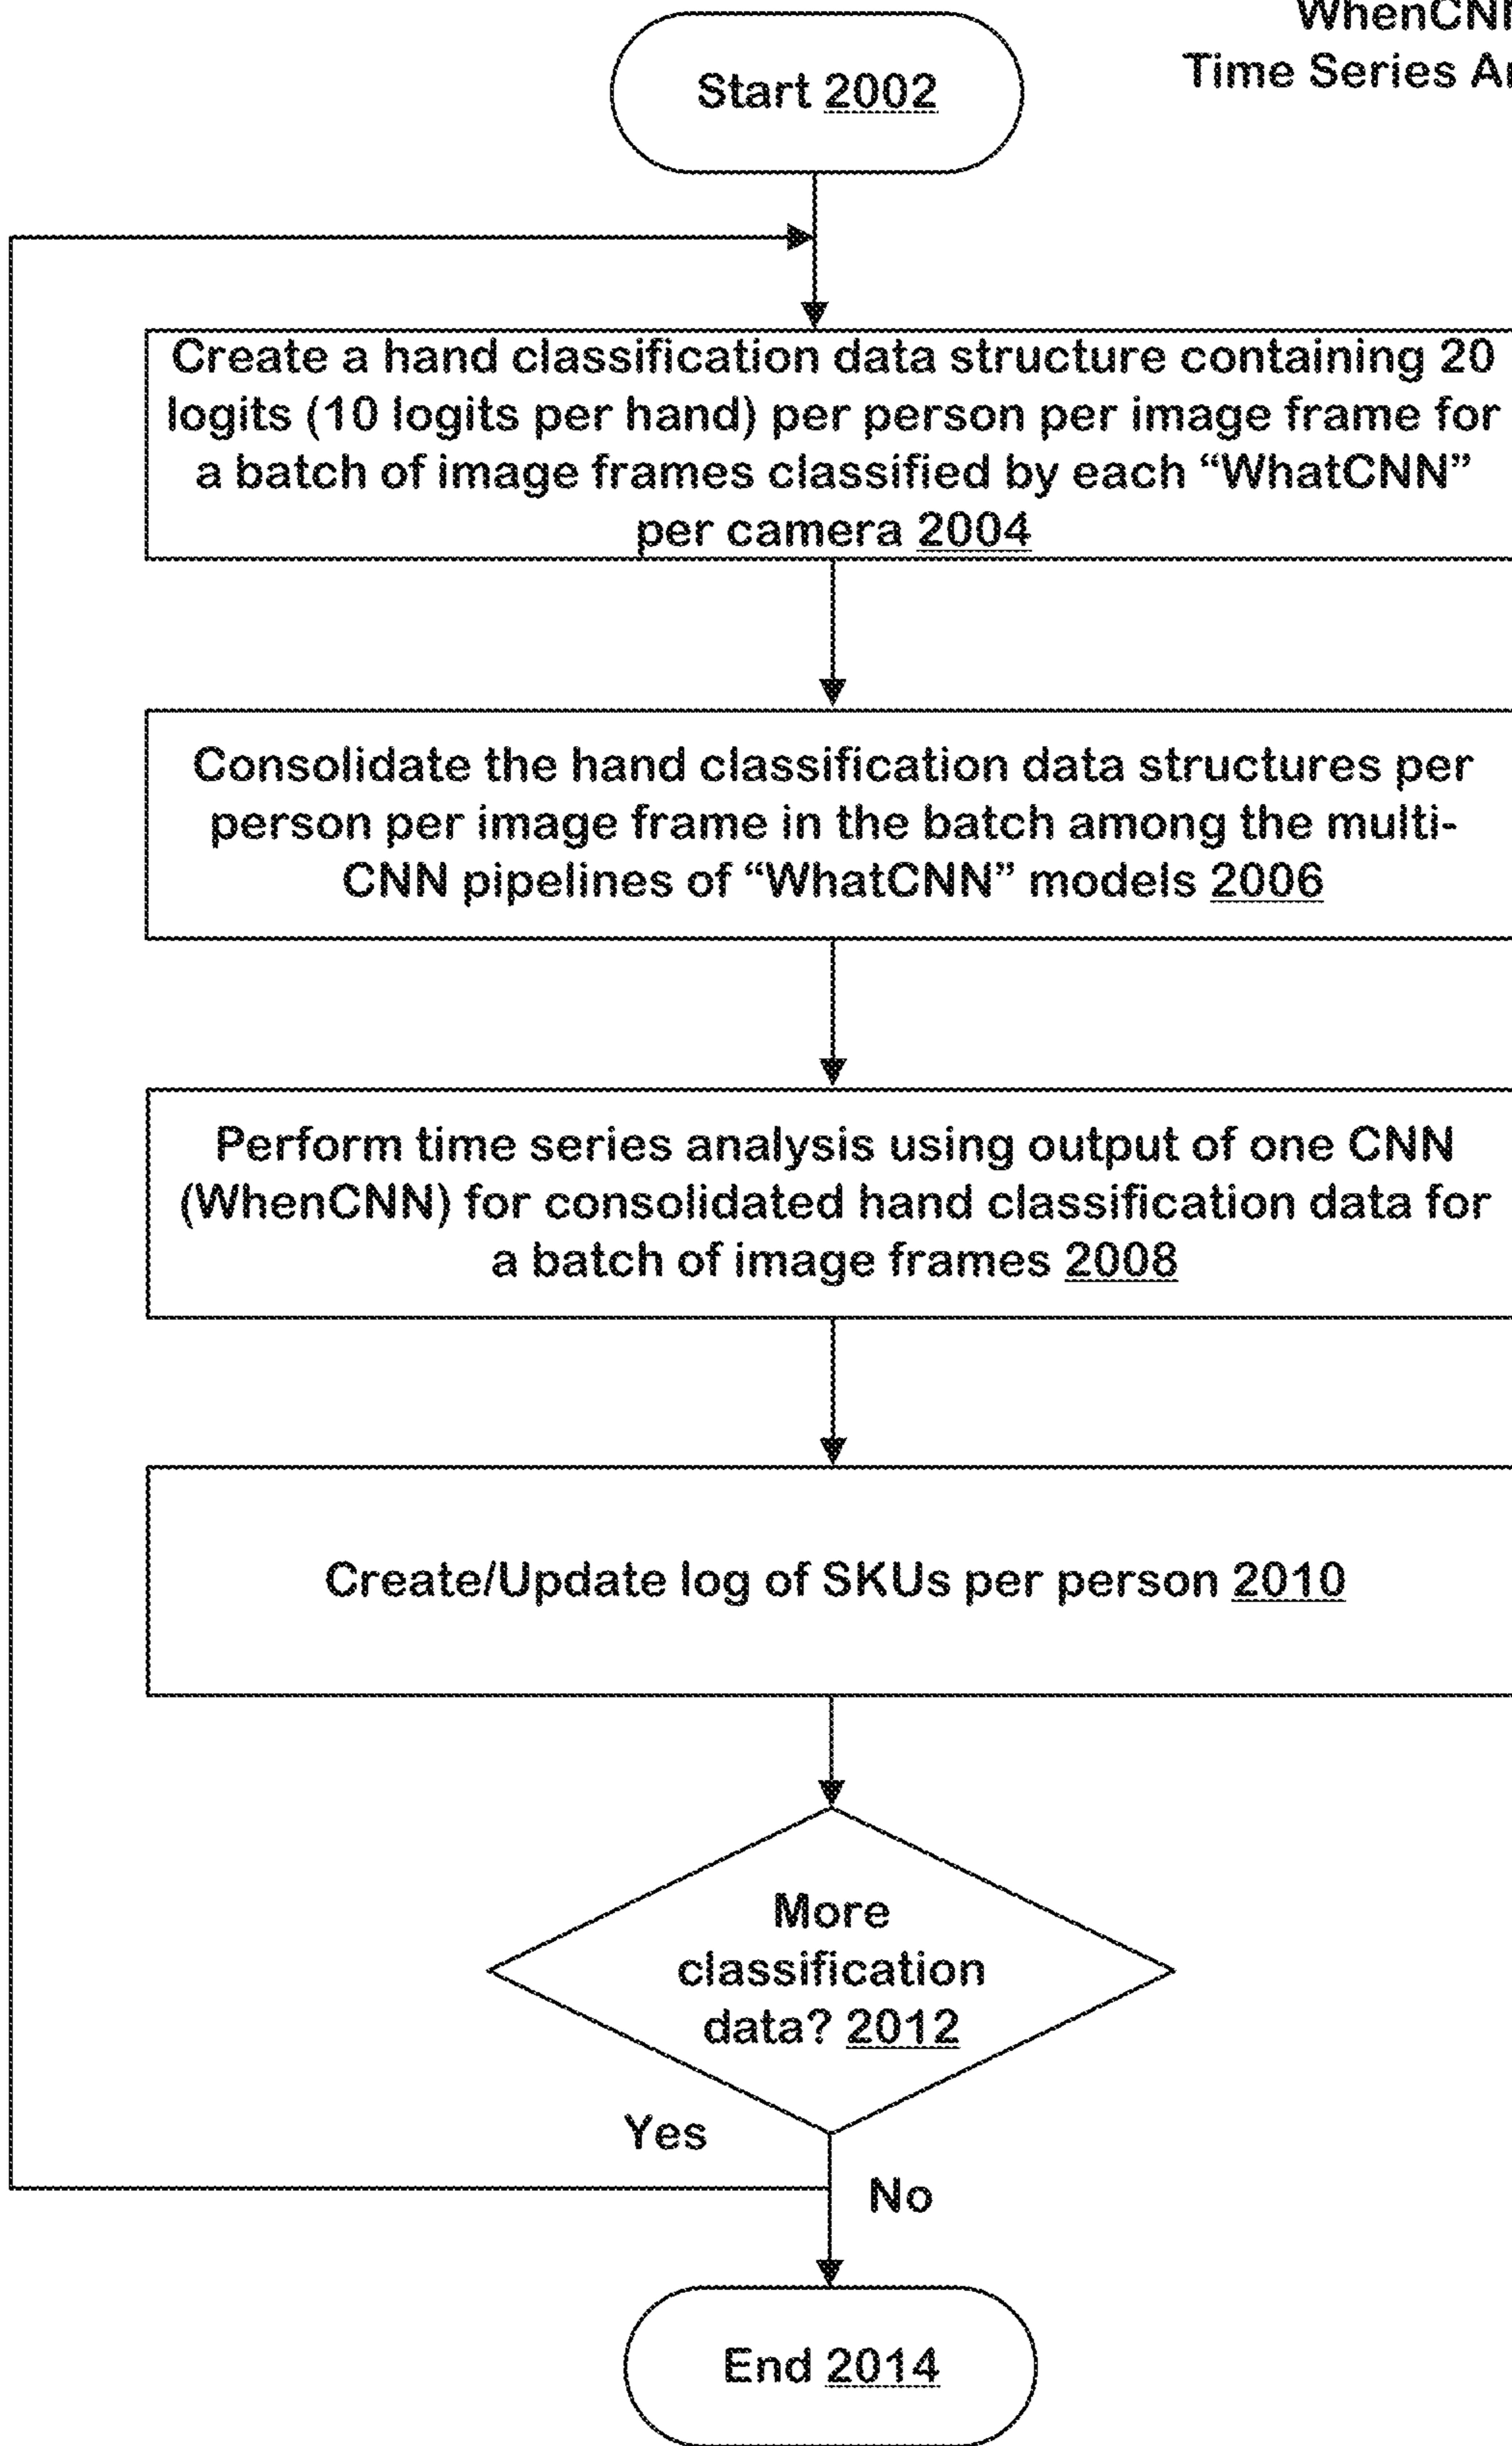 Time Series
Start 2002
Create a hand classification data structure containing 20
logits (10 logits per hand) per person per image frame for
a batch of image frames classified by each “WhatCNN”
per camera 2004
Consolidate the hand classification data structures per
person per image frame in the batch among the multi-
CNN pipelines of “WhatCNN” models 2006
Perform time series analysis using output of one CNN
(WhenCNN) for consolidated hand classification data for
a batch of image frames 2008
Create/Update log of SKUs per person 2010
More
classification
data? 2012
Yes
No
End 2014